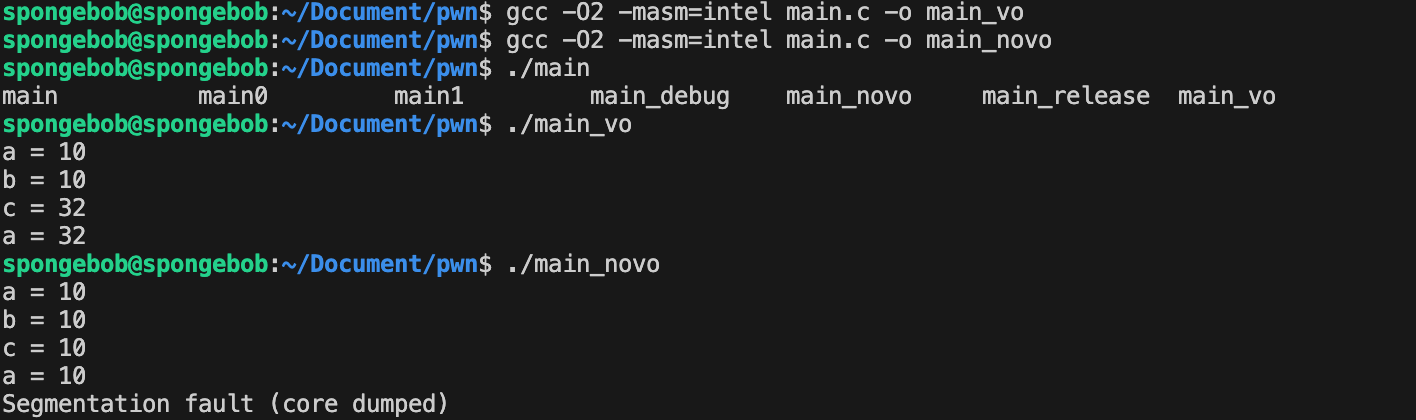 spongebob@spongebob:~/Document/pwn$ gcc -O2 -masm=intel main.c -o main_vo
spongebob@spongebob:~/Document/pwn$ gcc -O2 -masm=intel main.c -o main_novo
spongebob@spongebob:~/Document/pwn$ ./main
main main0 main1 main_debug main_novo main_release main_vo
spongebob@spongebob:~/Document/pwn$ ./main_vo
a = 10
b = 10
c = 32
a = 32
spongebob@spongebob:~/Document/pwn$ ./main_novo
a = 10
b = 10
c = 10
a = 10
Segmentation fault (core dumped)